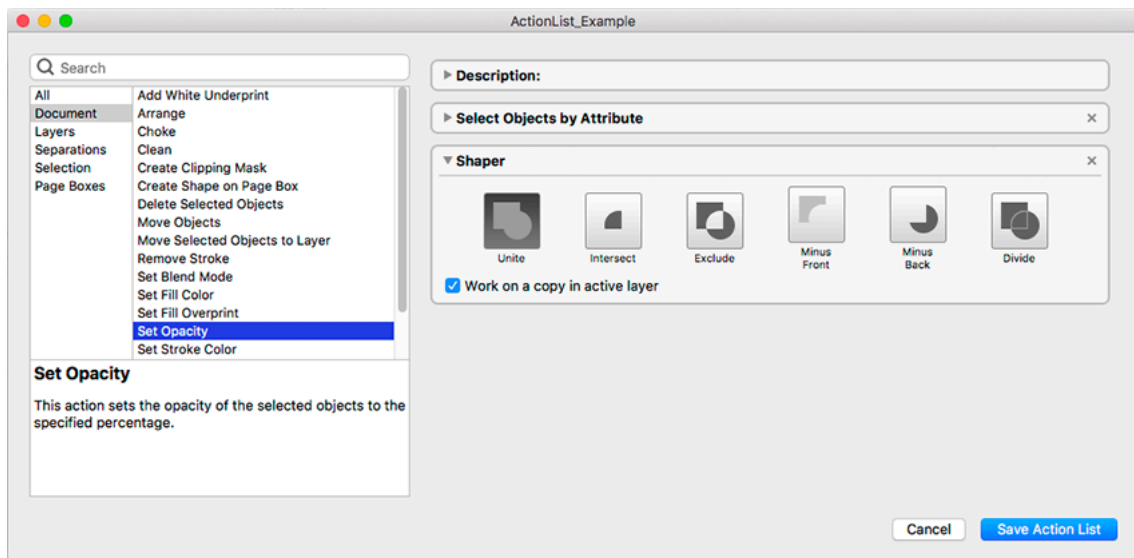 ActionList_Example
Search
All
Document
Layers
Separations
Selection
Page Boxes
Add White Underprint
Arrange
Choke
Clean
Create Clipping Mask
Create Shape on Page Box
Delete Selected Objects
Move Objects
Move Selected Objects to Layer
Remove Stroke
Set Blend Mode
Set Fill Color
Set Fill Overprint
Set Opacity
Set Stroke Color
Set Opacity
This action sets the opacity of the selected objects to the
specified percentage.
Description:
Select Objects by Attribute
Shaper
Unite
Intersect
Exclude
Minus
Front
Minus
Back
Divide
Work on a copy in active layer
Cancel
Save Action List